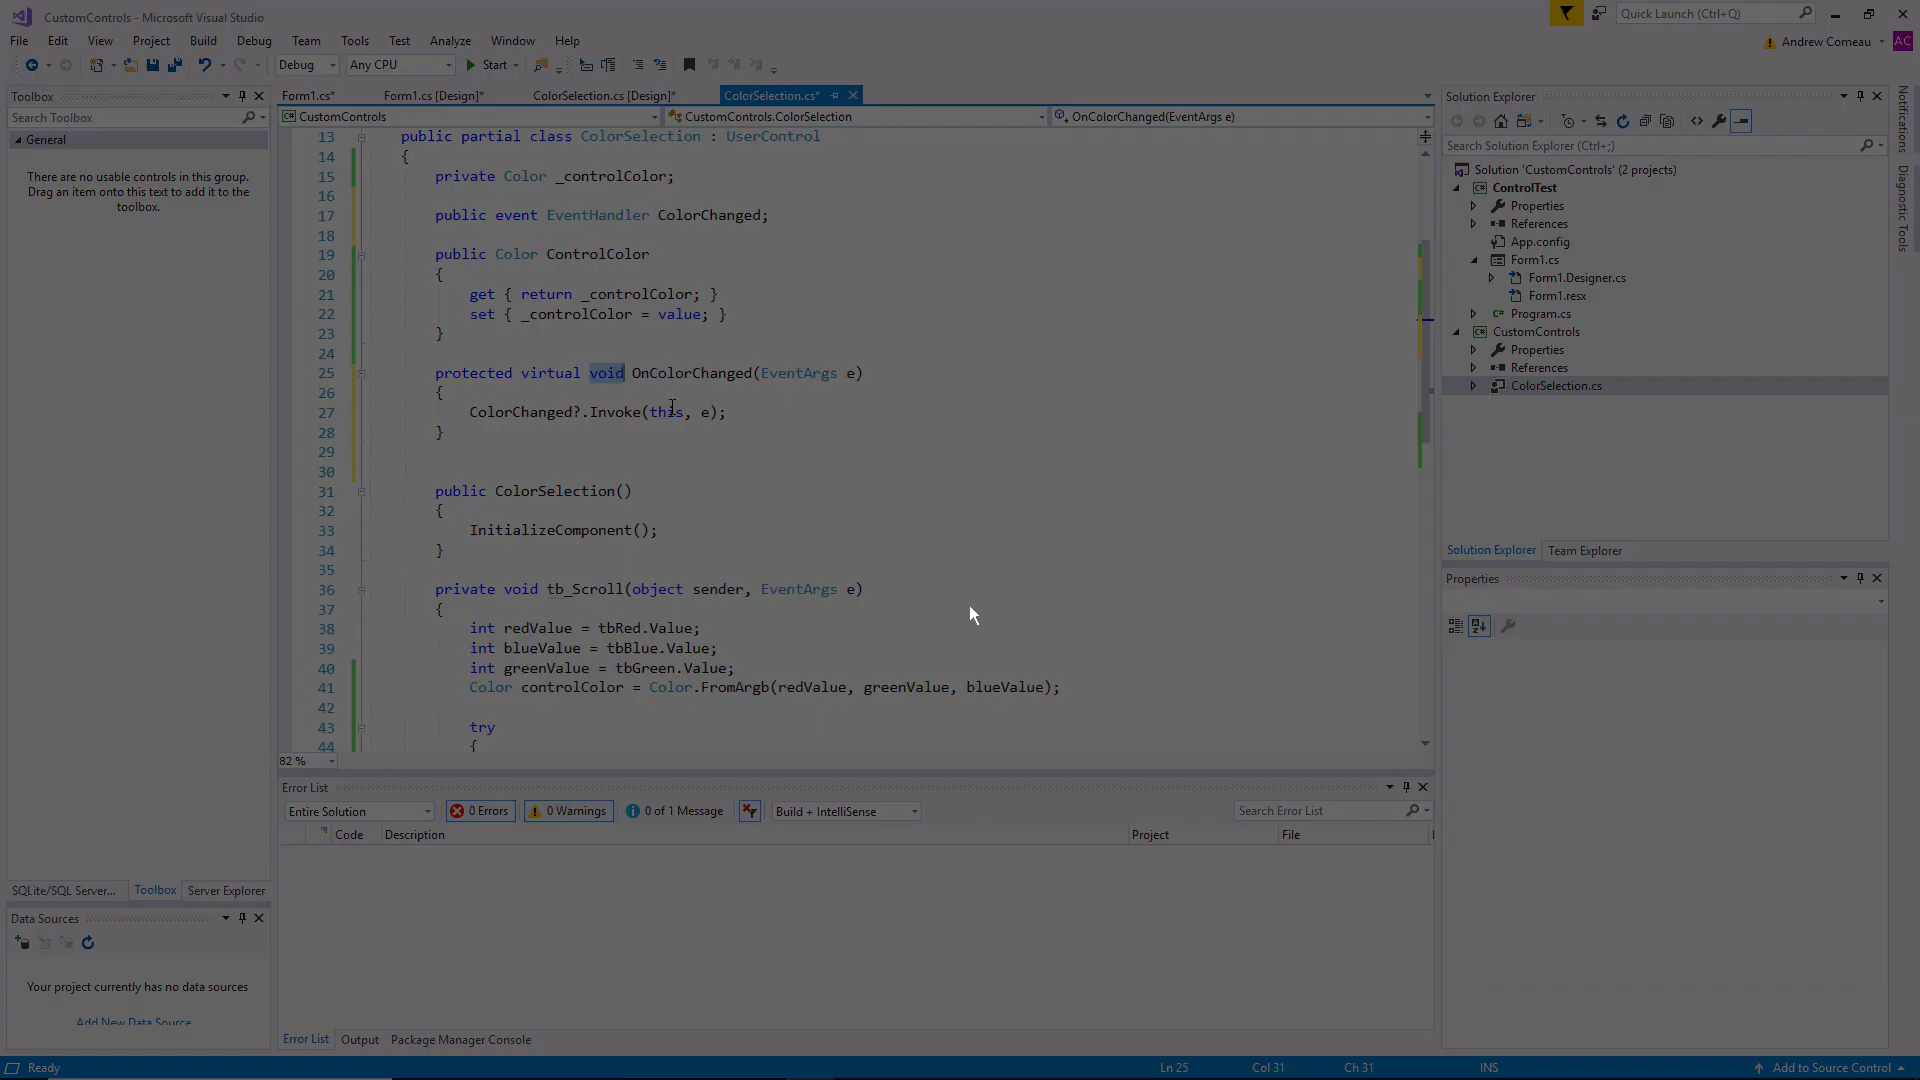 CustomControls - Microsoft Visual Studio
Quick Launch (Ctrl+Q)
File Edit View Project Build Debug Team Tools Test Analyze Window Help
Andrew Comeau AC
Debug Any CPU Start
Toolbox
Search Toolbox
General
There are no usable controls in this group. Drag an item onto this text to add it to the toolbox.
Form1.cs* Form1.cs [Design]* ColorSelection.cs [Design]* ColorSelection.cs*
CustomControls CustomControls.ColorSelection OnColorChanged(EventArgs e)
13 public partial class ColorSelection : UserControl
14 {
15 private Color _controlColor;
16
17 public event EventHandler ColorChanged;
18
19 public Color ControlColor
20 {
21 get { return _controlColor; }
22 set { _controlColor = value; }
23 }
24
25 protected virtual void OnColorChanged(EventArgs e)
26 {
27 ColorChanged?.Invoke(this, e);
28 }
29
30
31 public ColorSelection()
32 {
33 InitializeComponent();
34 }
35
36 private void tb_Scroll(object sender, EventArgs e)
37 {
38 int redValue = tbRed.Value;
39 int blueValue = tbBlue.Value;
40 int greenValue = tbGreen.Value;
41 Color controlColor = Color.FromArgb(redValue, greenValue, blueValue);
42
43 try
44 {
82 %
Error List
Entire Solution 0 Errors 0 Warnings 0 of 1 Message Build + IntelliSense Search Error List
Code Description Project File
Error List Output Package Manager Console
SQLite/SQL Server... Toolbox Server Explorer
Data Sources
Your project currently has no data sources
Add New Data Source
Solution Explorer
Search Solution Explorer (Ctrl+;)
Solution 'CustomControls' (2 projects)
ControlTest
Properties
References
App.config
Form1.cs
Form1.Designer.cs
Form1.resx
Program.cs
CustomControls
Properties
References
ColorSelection.cs
Solution Explorer Team Explorer
Properties
Notifications
Diagnostic Tools
Ready Ln 25 Col 31 Ch 31 INS Add to Source Control